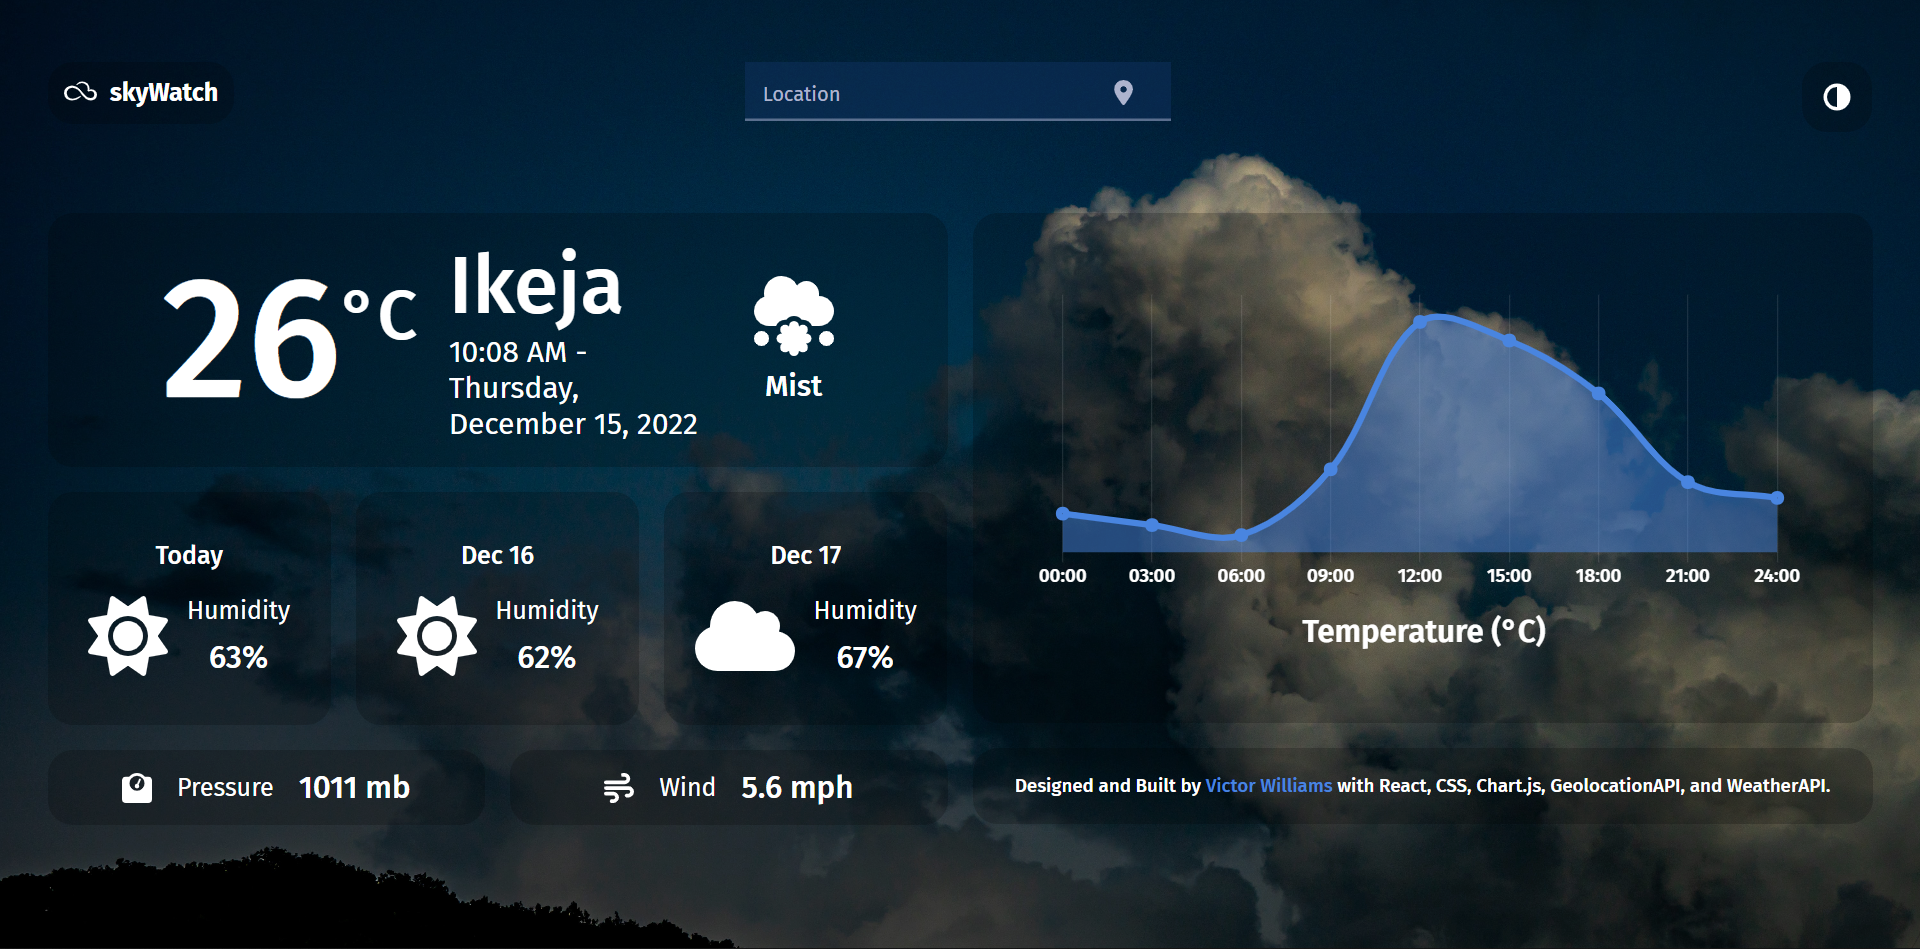 skyWatch
Location
26°C
Ikeja
10:08 AM -
Thursday,
December 15, 2022
Mist
Today
Humidity
63%
Dec 16
Humidity
62%
Dec 17
Humidity
67%
Pressure 1011 mb
Wind 5.6 mph
00:00 03:00 06:00 09:00 12:00 15:00 18:00 21:00 24:00
Temperature (°C)
Designed and Built by Victor Williams with React, CSS, Chart.js, GeolocationAPI, and WeatherAPI.